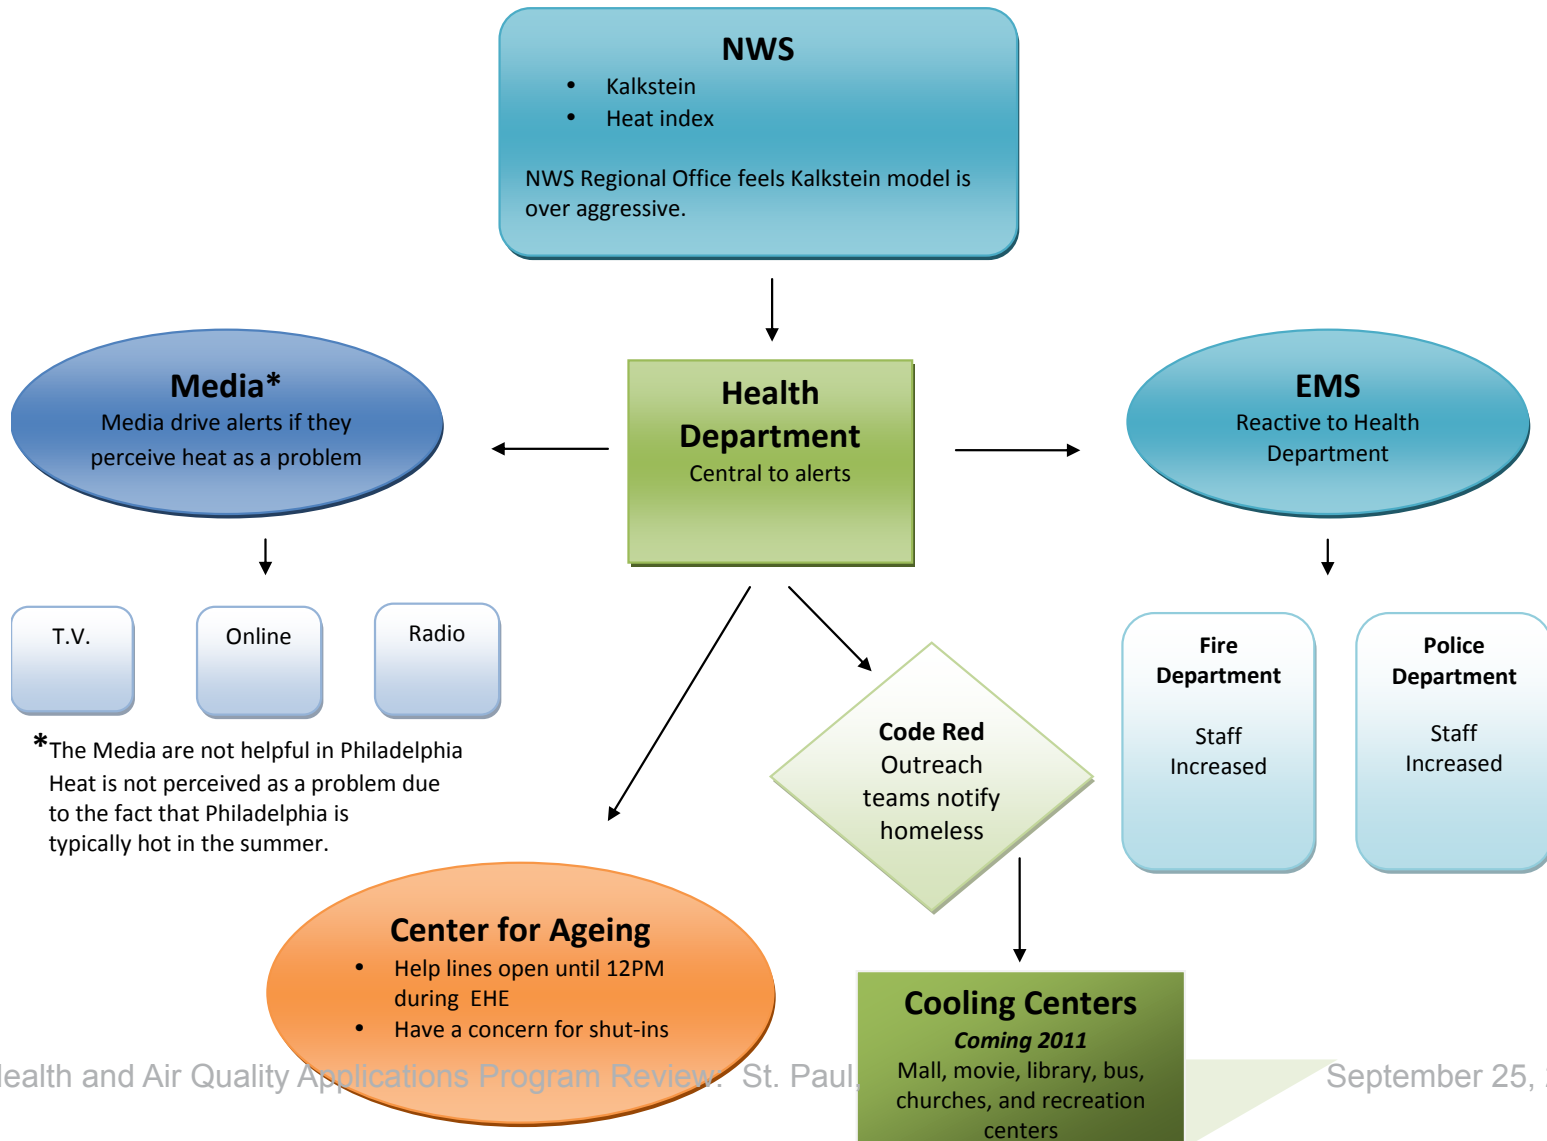 NWS
• Kalkstein
• Heat index
NWS Regional Office feels Kalkstein model is
over aggressive.
Media*
Media drive alerts if they
perceive heat as a problem
Health
Department
Central to alerts
EMS
Reactive to Health
Department
T.V.
Online
Radio
Fire
Department
Staff
Increased
Police
Department
Staff
Increased
*The Media are not helpful in Philadelphia
Heat is not perceived as a problem due
to the fact that Philadelphia is
typically hot in the summer.
Code Red
Outreach
teams notify
homeless
Center for Ageing
• Help lines open until 12PM
during EHE
• Have a concern for shut-ins
Cooling Centers
Coming 2011
Mall, movie, library, bus,
churches, and recreation
centers
ealth and Air Quality Applications Program Review: St. Paul, September 25,